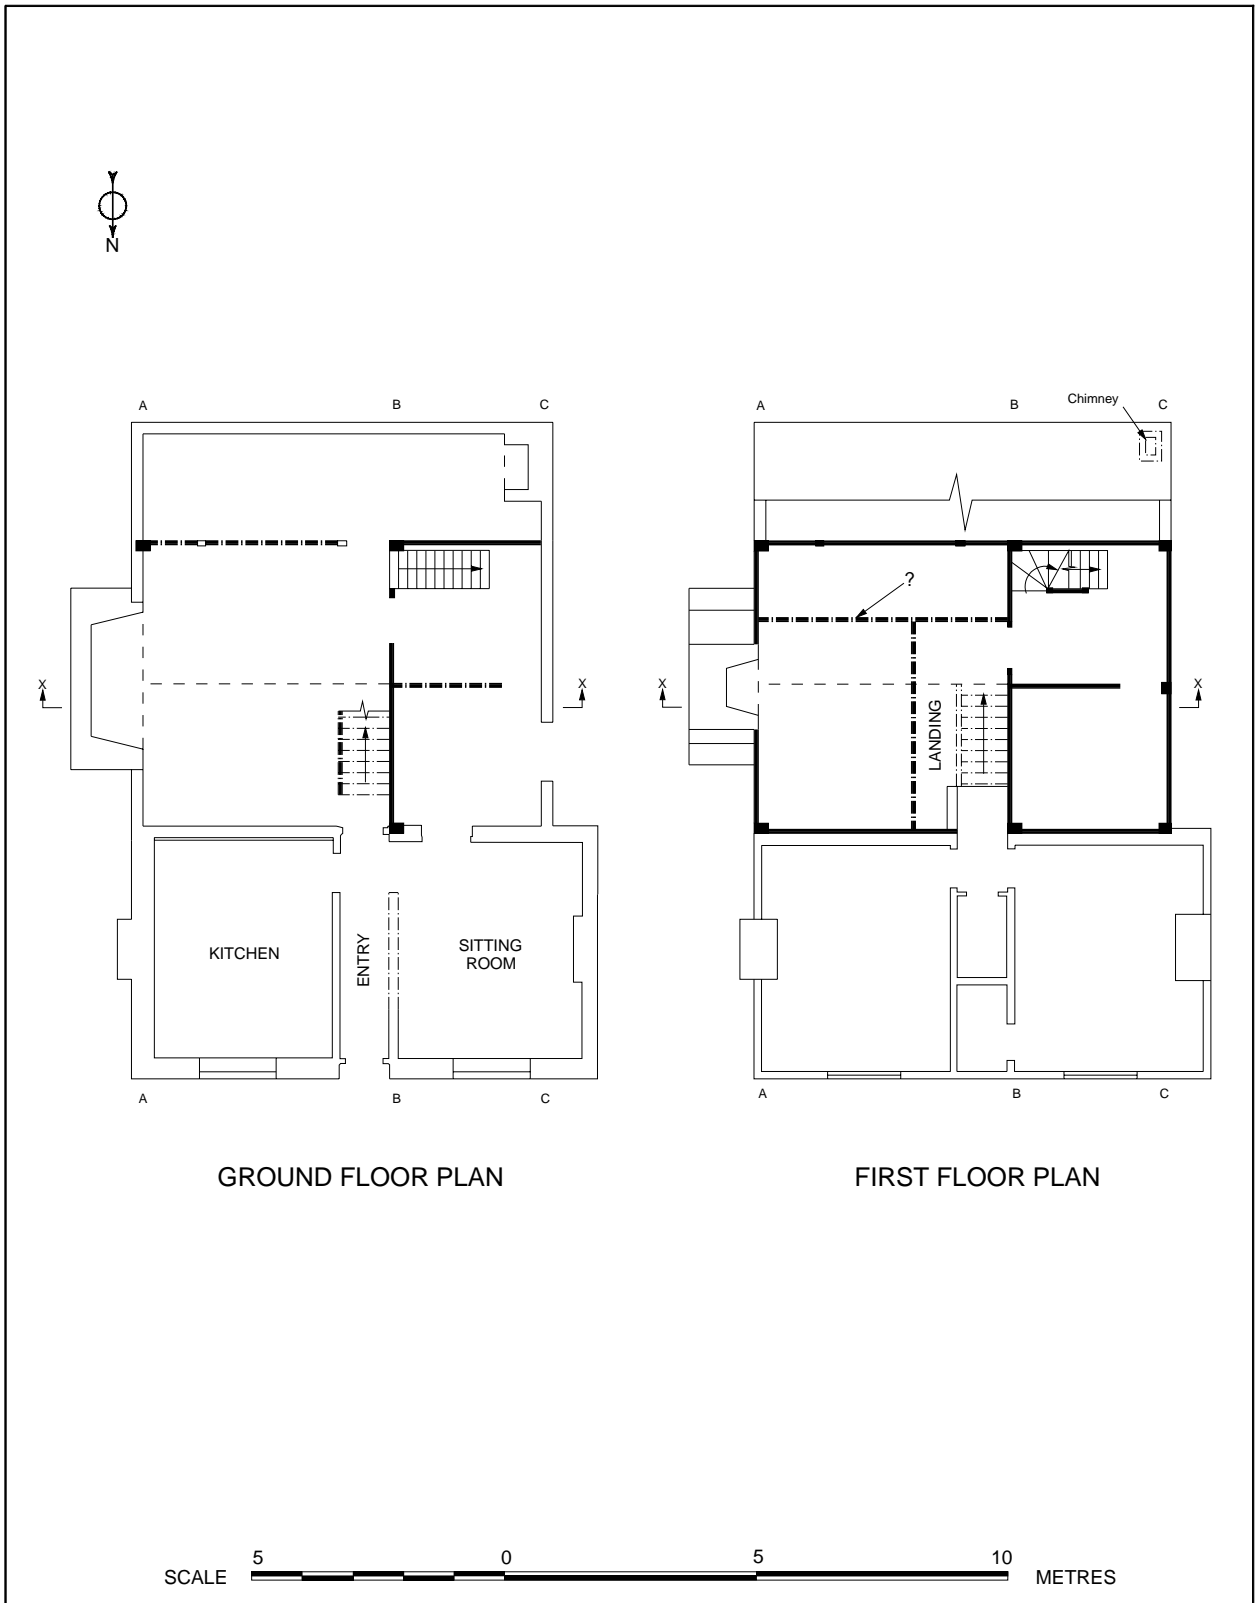 N
A B C
A B C
Chimney
?
X X
X X
LANDING
KITCHEN
ENTRY
SITTING
ROOM
A B C
A B C
GROUND FLOOR PLAN
FIRST FLOOR PLAN
SCALE 5 0 5 10 METRES